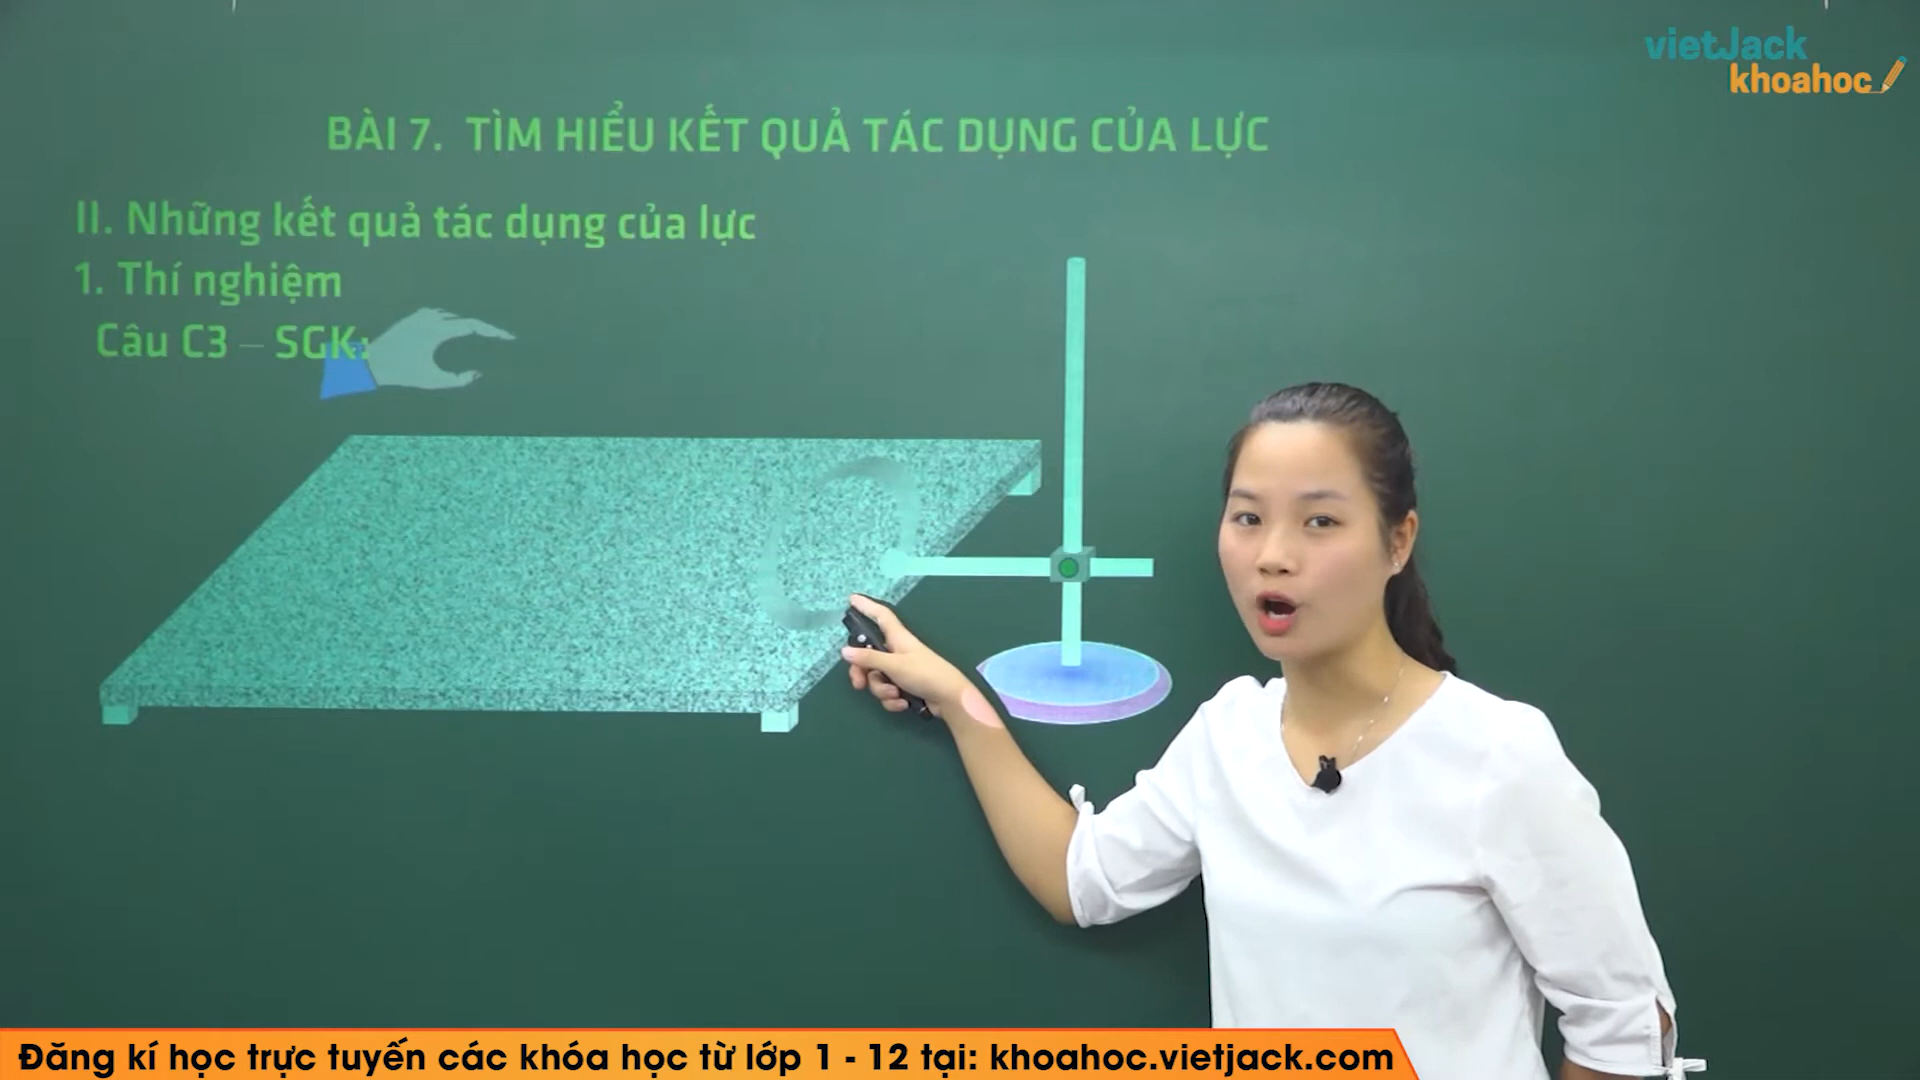 vietJack
khoahoc
BÀI 7. TÌM HIỂU KẾT QUẢ TÁC DỤNG CỦA LỰC
II. Những kết quả tác dụng của lực
1. Thí nghiệm
Câu C3 – SGK:
Đăng kí học trực tuyến các khóa học từ lớp 1 - 12 tại: khoahoc.vietjack.com